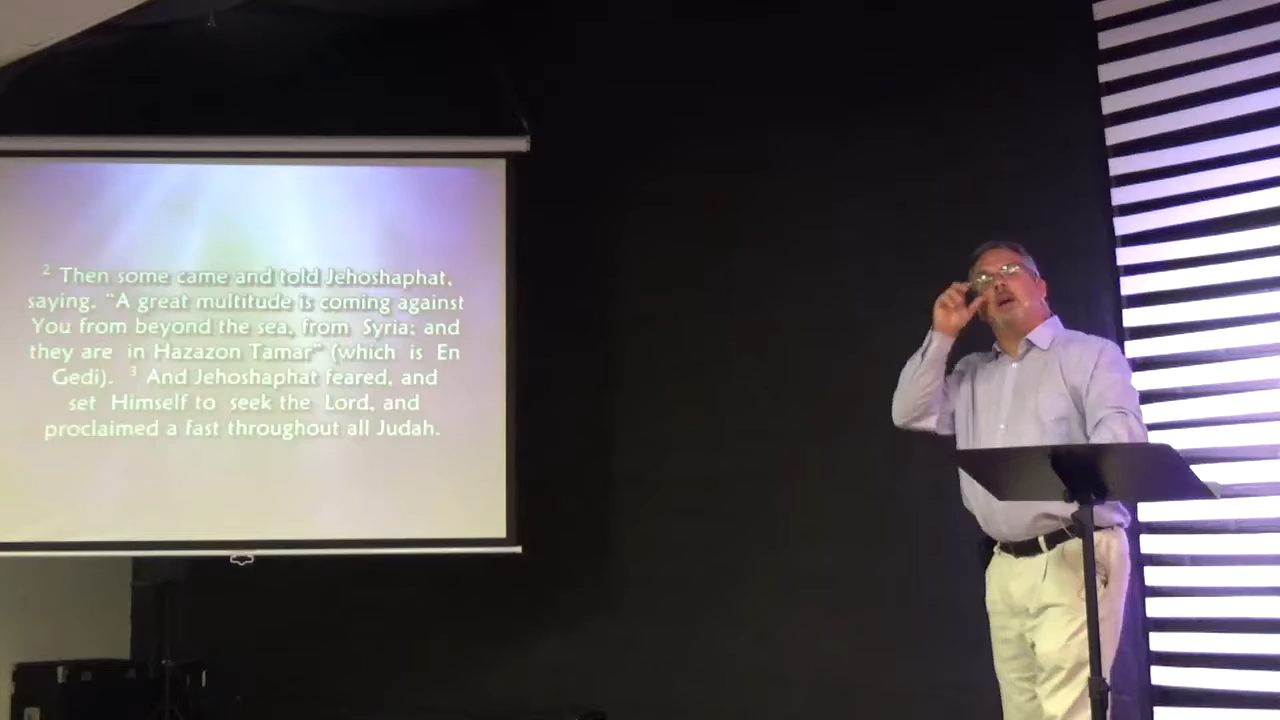 2 Then some came and told Jehoshaphat,
saying, "A great multitude is coming against
You from beyond the sea, from Syria; and
they are in Hazazon Tamar" (which is En
Gedi). 3 And Jehoshaphat feared, and
set Himself to seek the Lord, and
proclaimed a fast throughout all Judah.